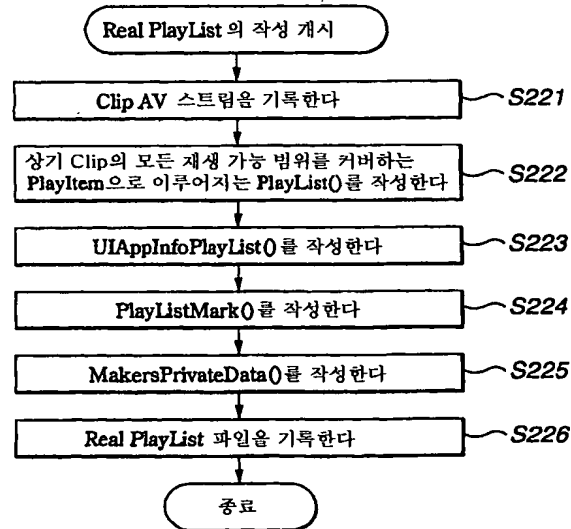 Real PlayList 의 작성 개시
Clip AV 스트림을 기록한다
S221
상기 Clip의 모든 재생 가능 범위를 커버하는
PlayItem으로 이루어지는 PlayList()를 작성한다
S222
UIAppInfoPlayList()를 작성한다
S223
PlayListMark()를 작성한다
S224
MakersPrivateData()를 작성한다
S225
Real PlayList 파일을 기록한다
S226
종료